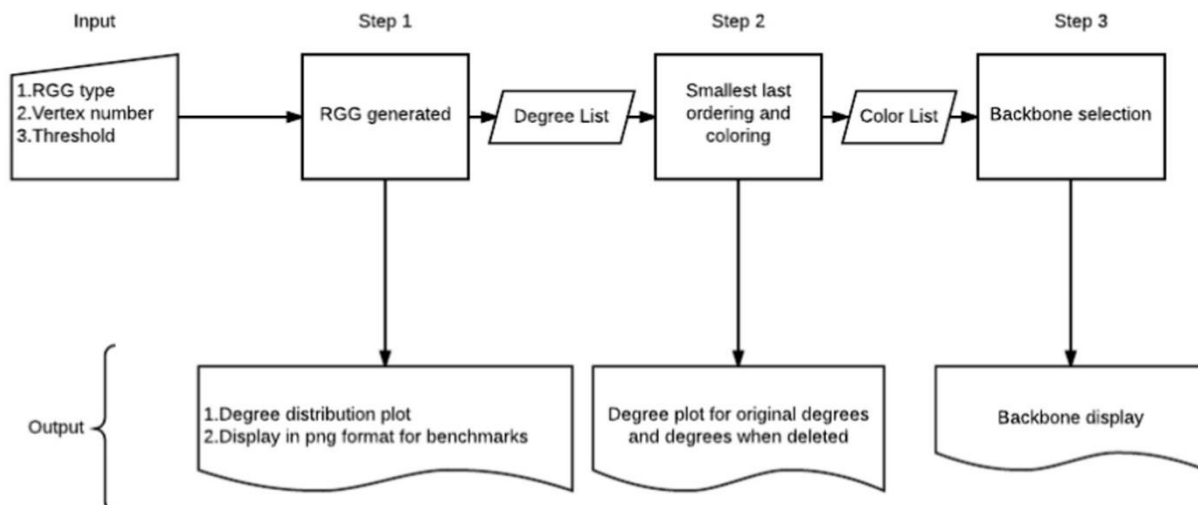 Input
Step 1
Step 2
Step 3
1.RGG type
2.Vertex number
3.Threshold
RGG generated
Degree List
Smallest last
ordering and
coloring
Color List
Backbone selection
Output
1.Degree distribution plot
2.Display in png format for benchmarks
Degree plot for original degrees
and degrees when deleted
Backbone display